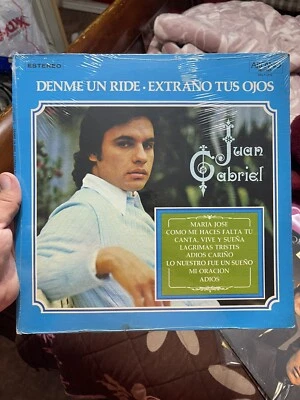 ESTEREO
DENME UN RIDE · EXTRAÑO TUS OJOS
Juan
Gabriel
MARIA JOSE
COMO ME HACES FALTA TU
CANTA, VIVE Y SUEÑA
LAGRIMAS TRISTES
ADIOS CARIÑO
LO NUESTRO FUE UN SUEÑO
MI ORACION
ADIOS